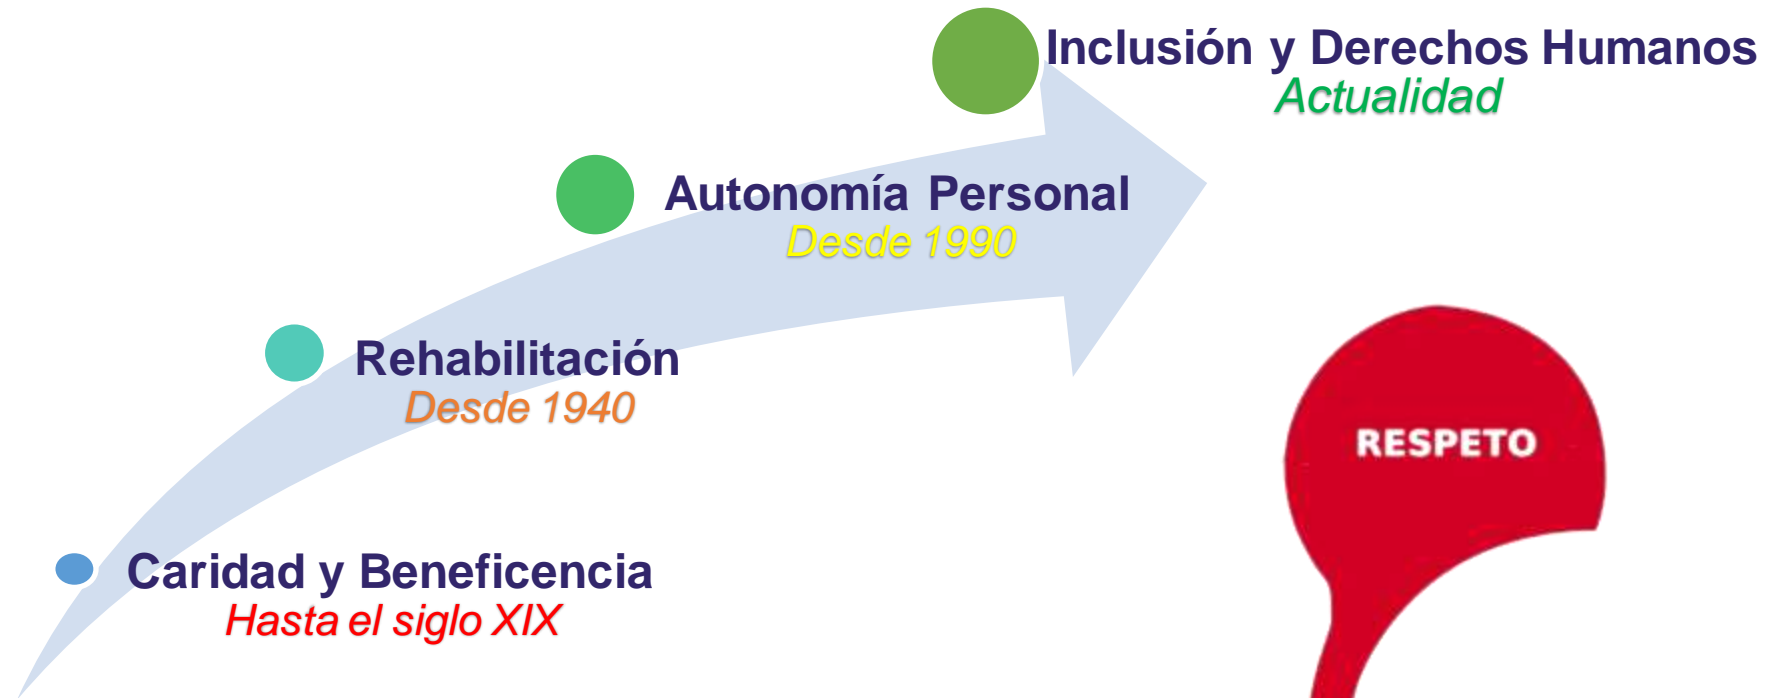 Inclusión y Derechos Humanos
Actualidad
Autonomía Personal
Desde 1990
Rehabilitación
Desde 1940
RESPETO
Caridad y Beneficencia
Hasta el siglo XIX